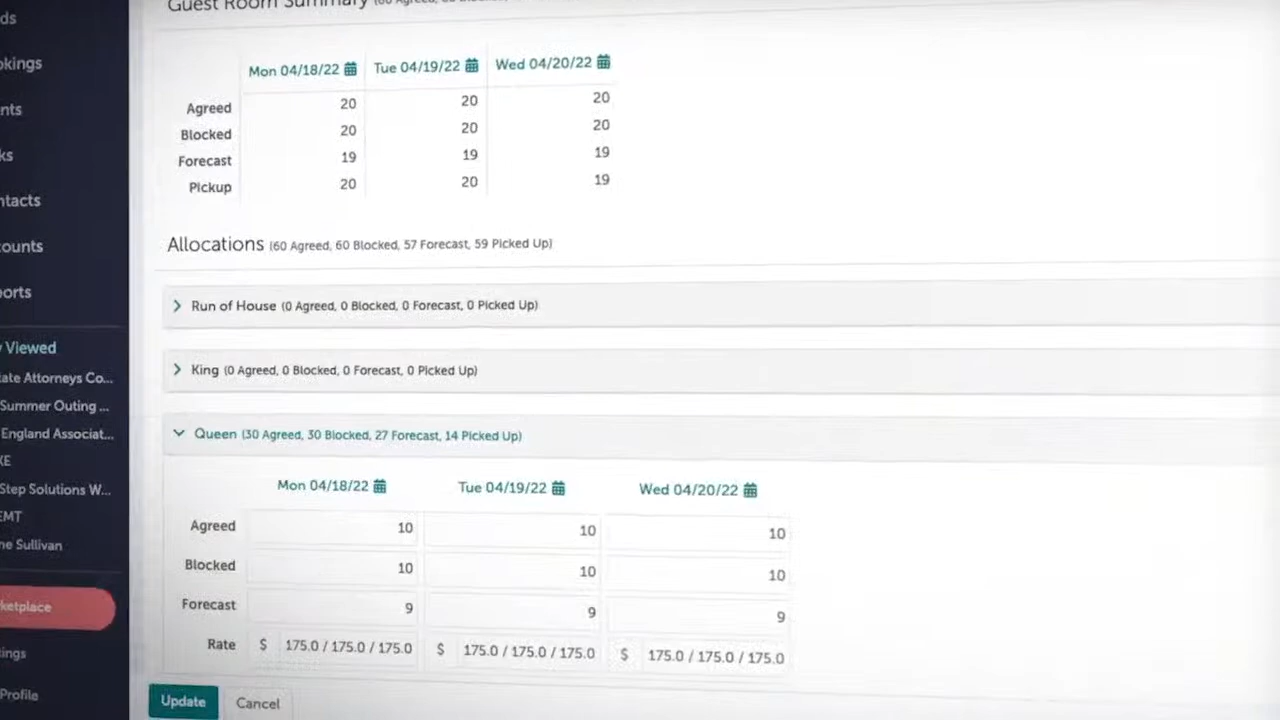 ds
Guest Room Summary
okings
nts
ks
ntacts
counts
ports
Viewed
ate Attorneys Co...
Summer Outing ...
England Associat...
KE
Step Solutions W...
EMT
ne Sullivan
ketplace
ings
Profile
Mon 04/18/22 Tue 04/19/22 Wed 04/20/22
Agreed 20 20 20
Blocked 20 20 20
Forecast 19 19 19
Pickup 20 20 19
Allocations (60 Agreed, 60 Blocked, 57 Forecast, 59 Picked Up)
Run of House (0 Agreed, 0 Blocked, 0 Forecast, 0 Picked Up)
King (0 Agreed, 0 Blocked, 0 Forecast, 0 Picked Up)
Queen (30 Agreed, 30 Blocked, 27 Forecast, 14 Picked Up)
Mon 04/18/22 Tue 04/19/22 Wed 04/20/22
Agreed 10 10 10
Blocked 10 10 10
Forecast 9 9 9
Rate $ 175.0 / 175.0 / 175.0 $ 175.0 / 175.0 / 175.0 $ 175.0 / 175.0 / 175.0
Update Cancel